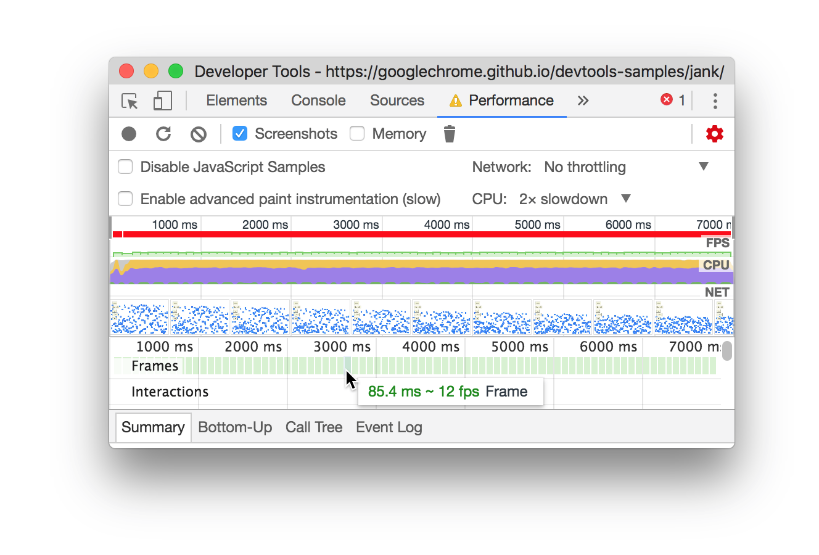 Developer Tools - https://googlechrome.github.io/devtools-samples/jank/
Elements Console Sources Performance 1
Screenshots Memory
Disable JavaScript Samples Network: No throttling
Enable advanced paint instrumentation (slow) CPU: 2× slowdown
1000 ms 2000 ms 3000 ms 4000 ms 5000 ms 6000 ms 7000 m
FPS
CPU
NET
1000 ms 2000 ms 3000 ms 4000 ms 5000 ms 6000 ms 7000 m
Frames
Interactions 85.4 ms ~ 12 fps Frame
Summary Bottom-Up Call Tree Event Log